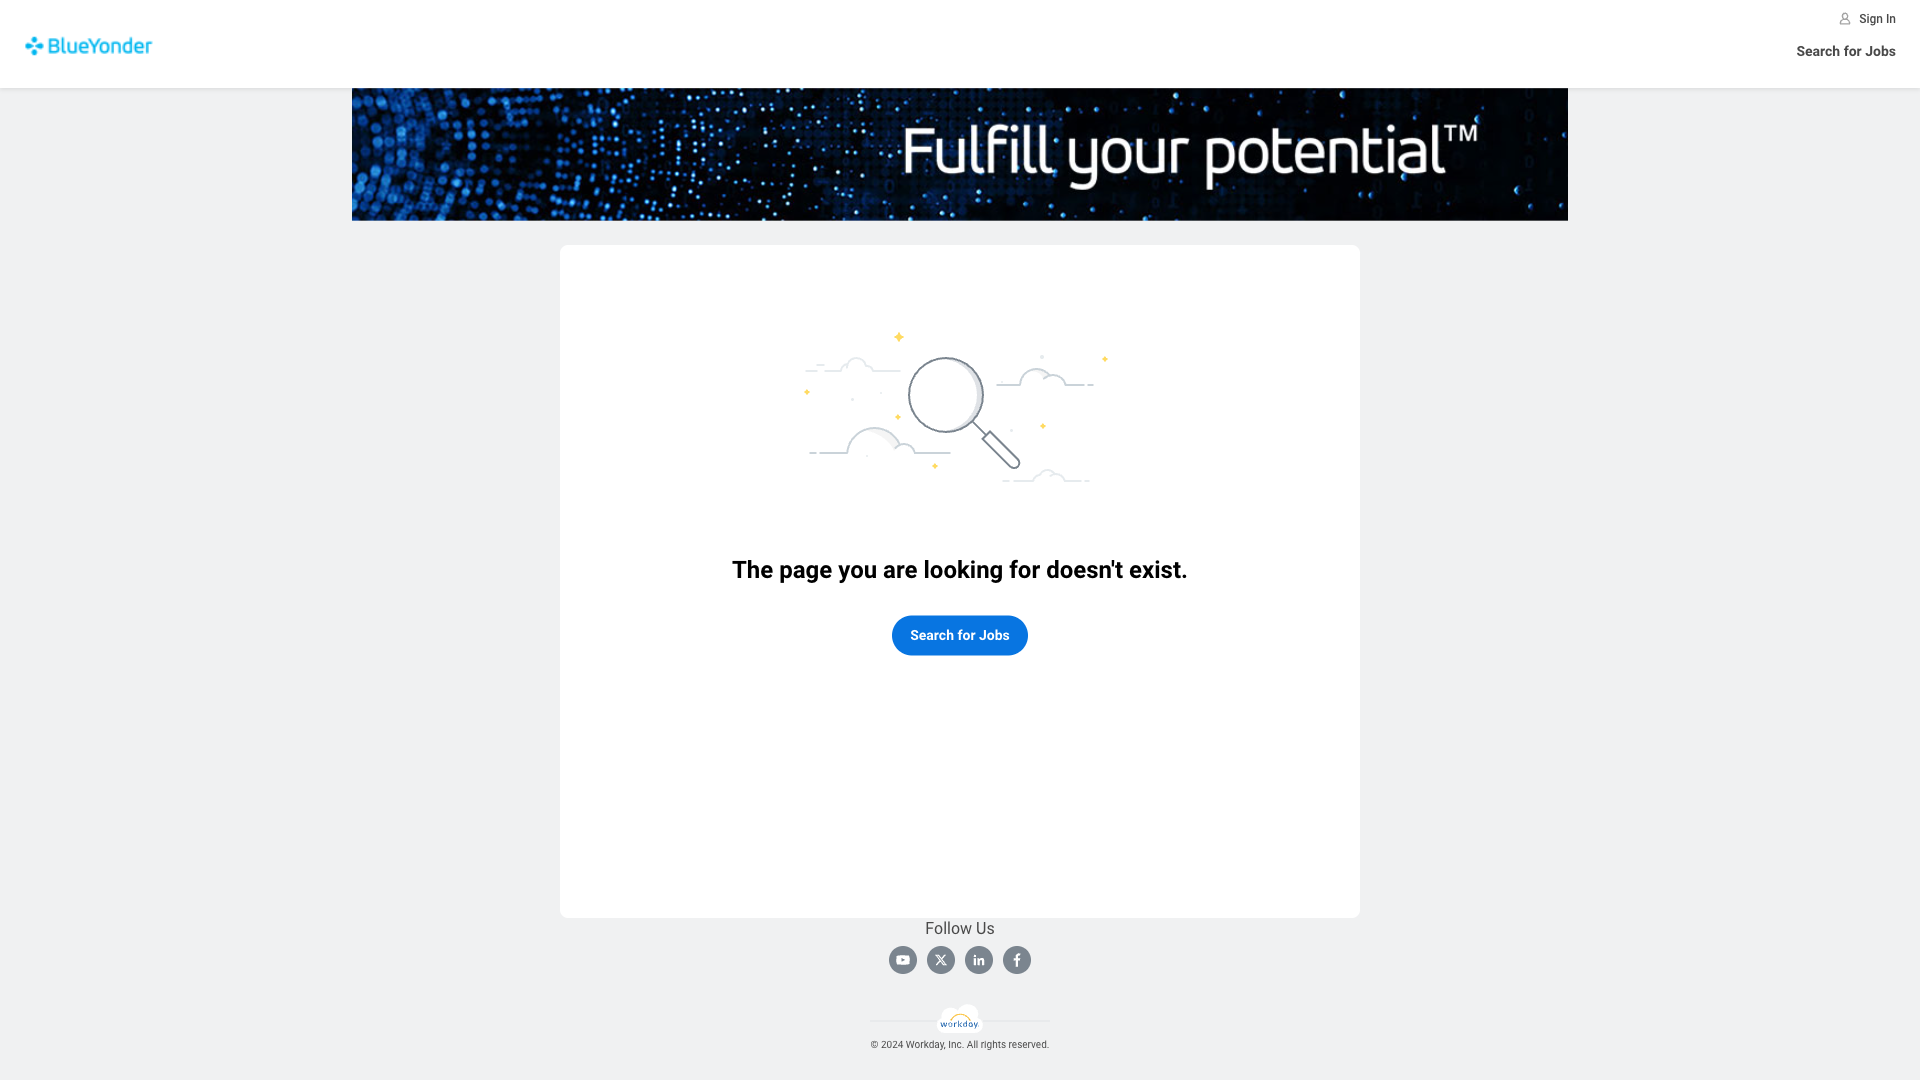 Sign In
BlueYonder
Search for Jobs
Fulfill your potential™
The page you are looking for doesn't exist.
Search for Jobs
Follow Us
workday.
© 2024 Workday, Inc. All rights reserved.